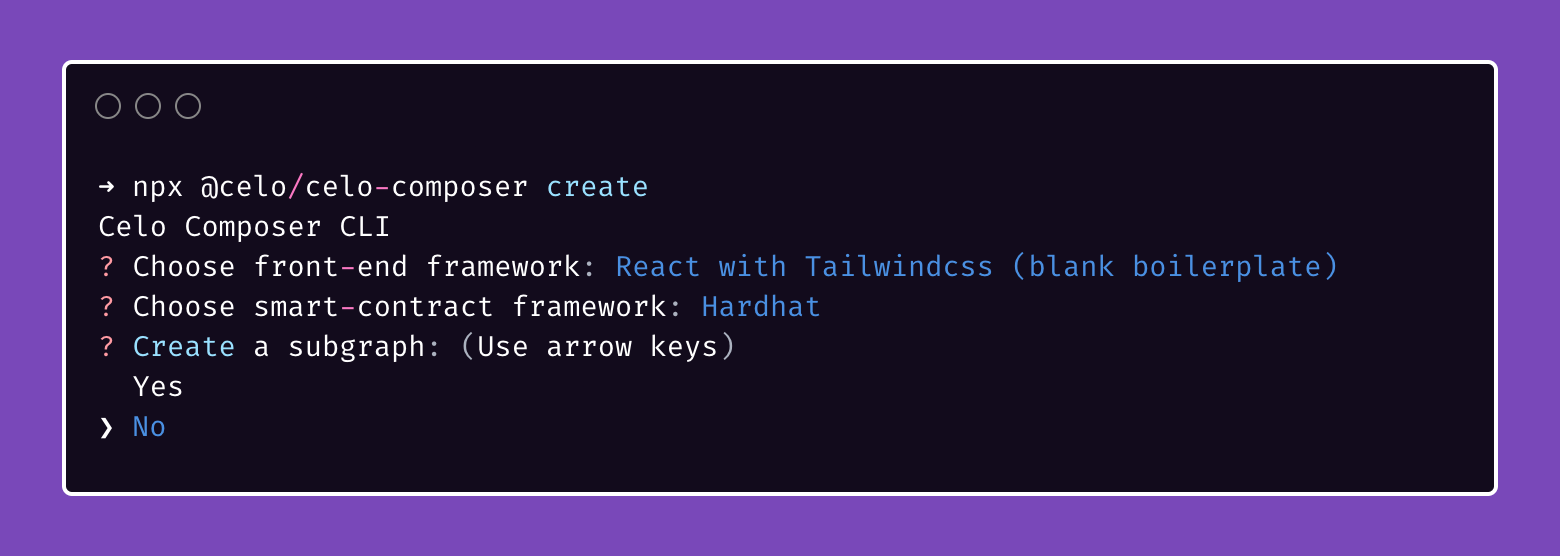 ➜ npx @celo/celo-composer create
Celo Composer CLI
? Choose front-end framework: React with Tailwindcss (blank boilerplate)
? Choose smart-contract framework: Hardhat
? Create a subgraph: (Use arrow keys)
  Yes
❯ No